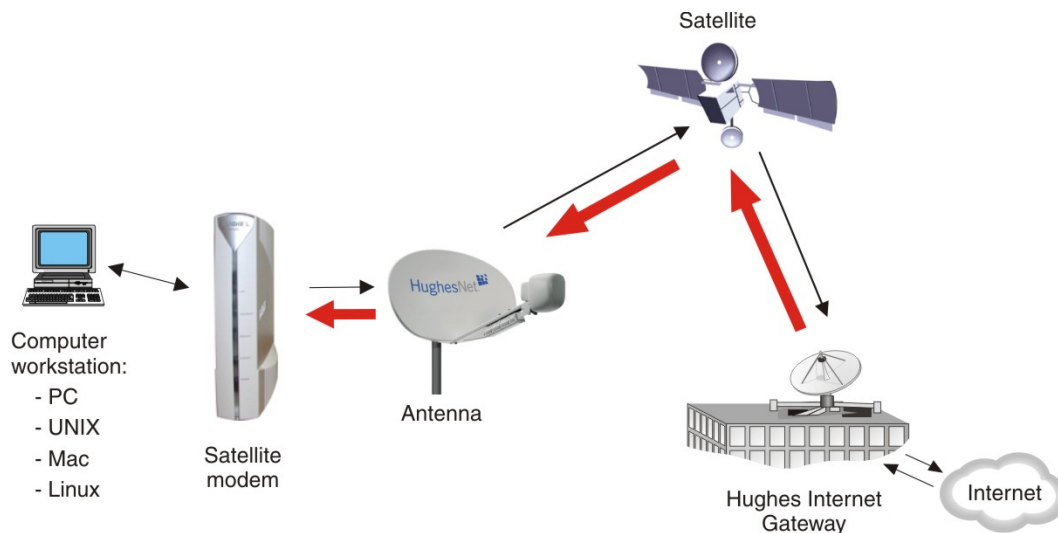 Satellite
HughesNet
Computer
workstation:
- PC
- UNIX
- Mac
- Linux
Satellite
modem
Antenna
Hughes Internet
Gateway
Internet